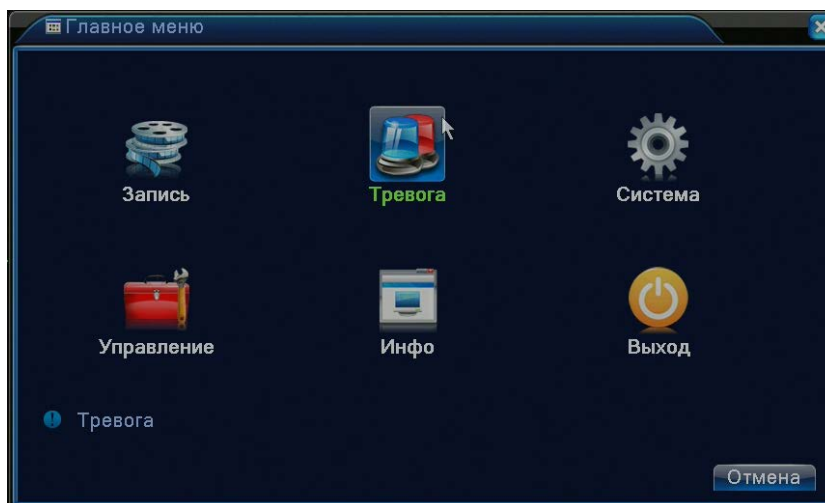 Главное меню
Запись
Тревога
Система
Управление
Инфо
Выход
Тревога
Отмена